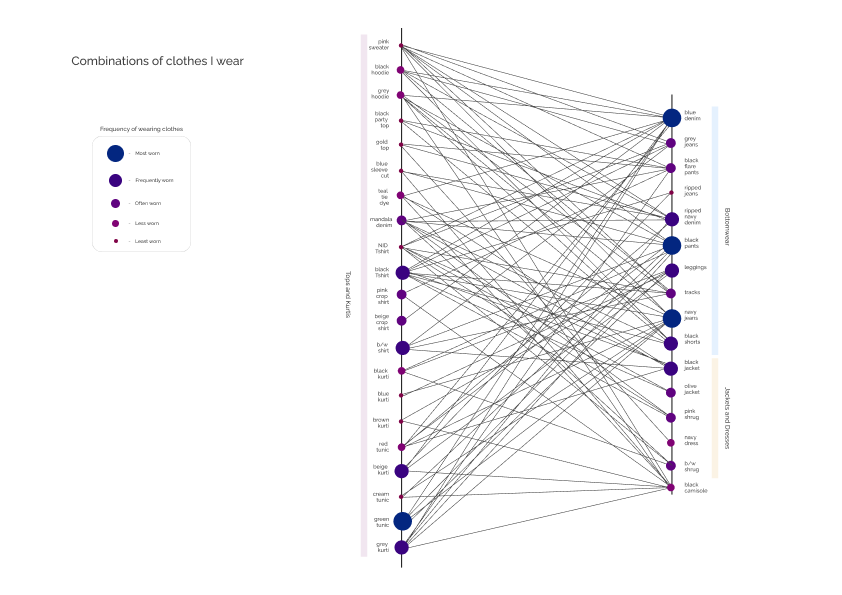 Combinations of clothes I wear
Frequency of wearing clothes
- Most worn
- Frequently worn
- Often worn
- Less worn
- Least worn
Tops and Kurtis
pink
sweater
black
hoodie
grey
hoodie
black
party
top
gold
top
blue
sleeve
cut
teal
tie
dye
mandala
denim
NID
Tshirt
black
Tshirt
pink
crop
shirt
beige
crop
shirt
b/w
shirt
black
kurti
blue
kurti
brown
kurti
red
tunic
beige
kurti
cream
tunic
green
tunic
grey
kurti
blue
denim
grey
jeans
black
flare
pants
ripped
jeans
ripped
navy
denim
black
pants
leggings
tracks
navy
jeans
black
shorts
black
jacket
olive
jacket
pink
shrug
navy
dress
b/w
shrug
black
camisole
Bottomwear
Jackets and Dresses